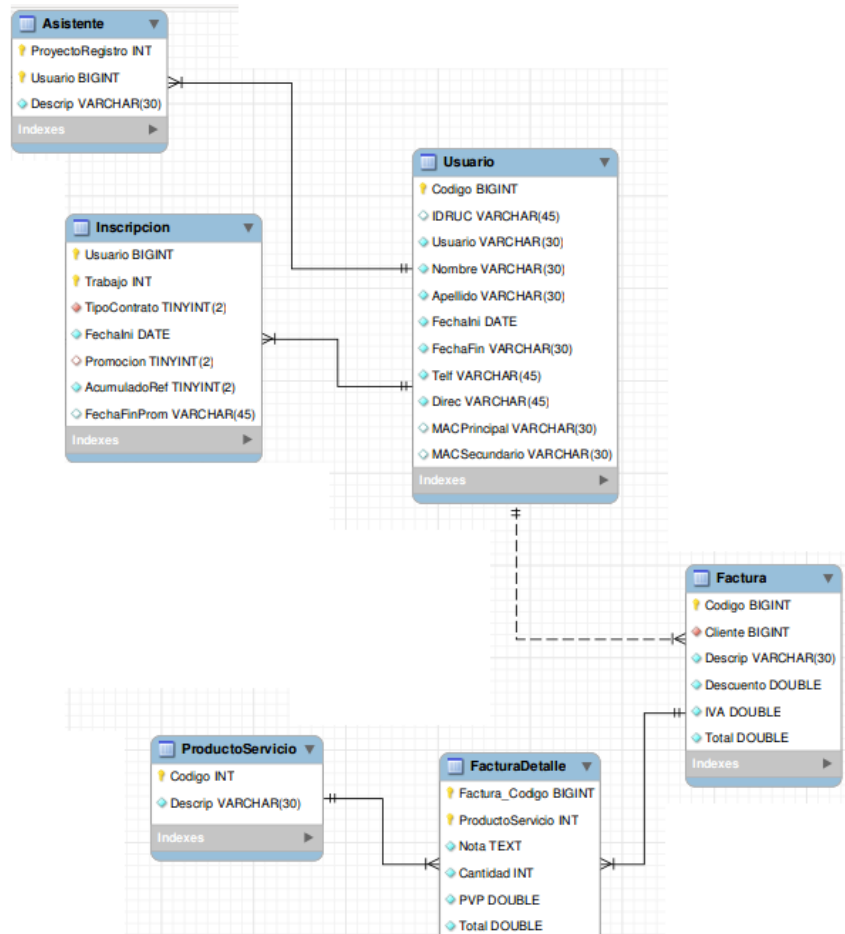 Asistente
ProyectoRegistro INT
Usuario BIGINT
Descrip VARCHAR(30)
Indexes
Inscripcion
Usuario BIGINT
Trabajo INT
TipoContrato TINYINT(2)
FechaIni DATE
Promocion TINYINT(2)
AcumuladoRef TINYINT(2)
FechaFinProm VARCHAR(45)
Indexes
Usuario
Codigo BIGINT
IDRUC VARCHAR(45)
Usuario VARCHAR(30)
Nombre VARCHAR(30)
Apellido VARCHAR(30)
FechaIni DATE
FechaFin VARCHAR(30)
Telf VARCHAR(45)
Direc VARCHAR(45)
MACPrincipal VARCHAR(30)
MACSecundario VARCHAR(30)
Indexes
Factura
Codigo BIGINT
Cliente BIGINT
Descrip VARCHAR(30)
Descuento DOUBLE
IVA DOUBLE
Total DOUBLE
Indexes
ProductoServicio
Codigo INT
Descrip VARCHAR(30)
Indexes
FacturaDetalle
Factura_Codigo BIGINT
ProductoServicio INT
Nota TEXT
Cantidad INT
PVP DOUBLE
Total DOUBLE